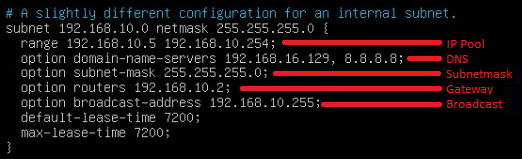 # A slightly different configuration for an internal subnet.
subnet 192.168.10.0 netmask 255.255.255.0 {
range 192.168.10.5 192.168.10.254; IP Pool
option domain-name-servers 192.168.16.129, 8.8.8.8; DNS
option subnet-mask 255.255.255.0; Subnetmask
option routers 192.168.10.2; Gateway
option broadcast-address 192.168.10.255; Broadcast
default-lease-time 7200;
max-lease-time 7200;
}